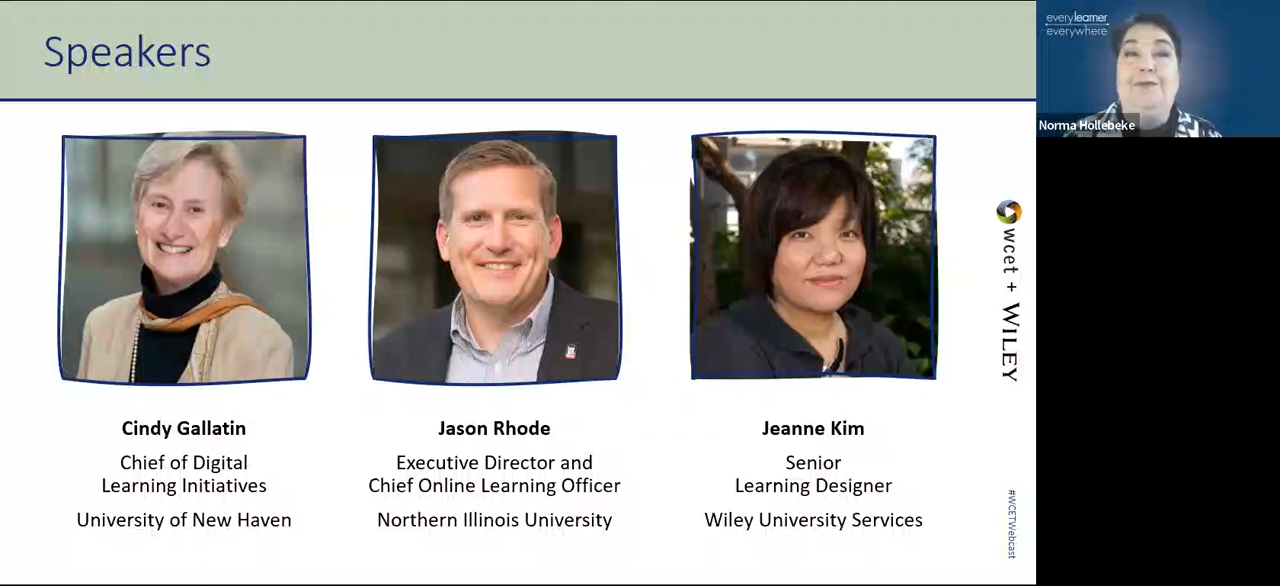 Speakers
Cindy Gallatin
Chief of Digital
Learning Initiatives
University of New Haven
Jason Rhode
Executive Director and
Chief Online Learning Officer
Northern Illinois University
Jeanne Kim
Senior
Learning Designer
Wiley University Services
wcet + WILEY
#WCETWebcast
everylearner
everywhere
Norma Hollebeke